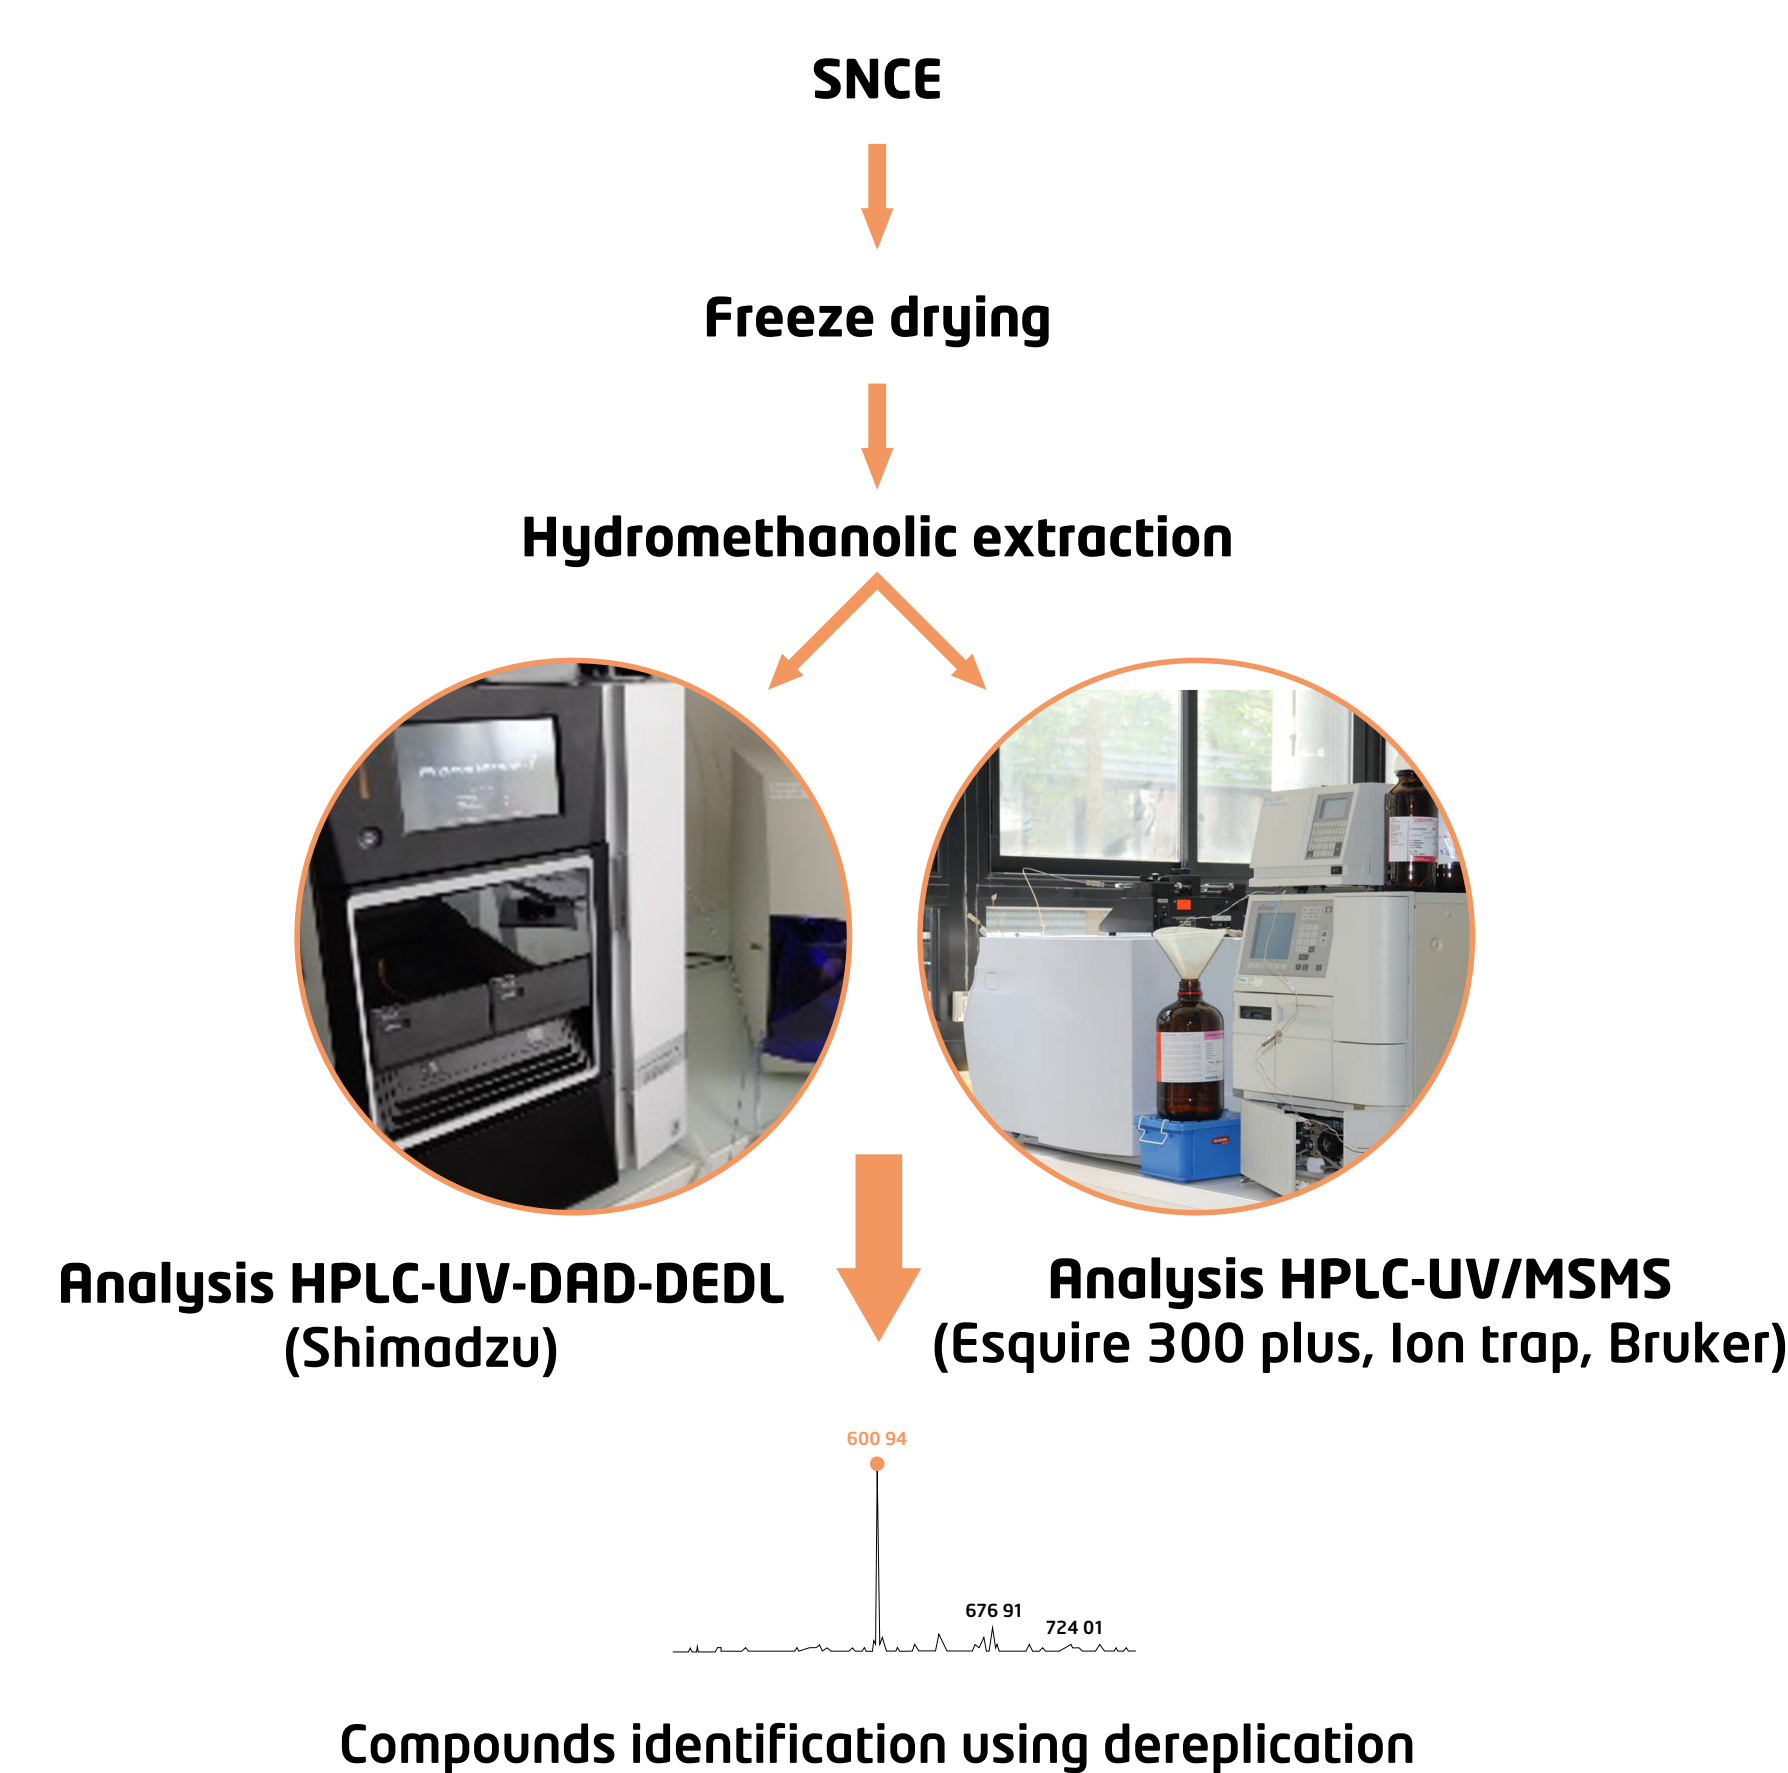 SNCE
Freeze drying
Hydromethanolic extraction
Analysis HPLC-UV-DAD-DEDL
(Shimadzu)
Analysis HPLC-UV/MSMS
(Esquire 300 plus, Ion trap, Bruker)
600 94
676 91
724 01
Compounds identification using dereplication